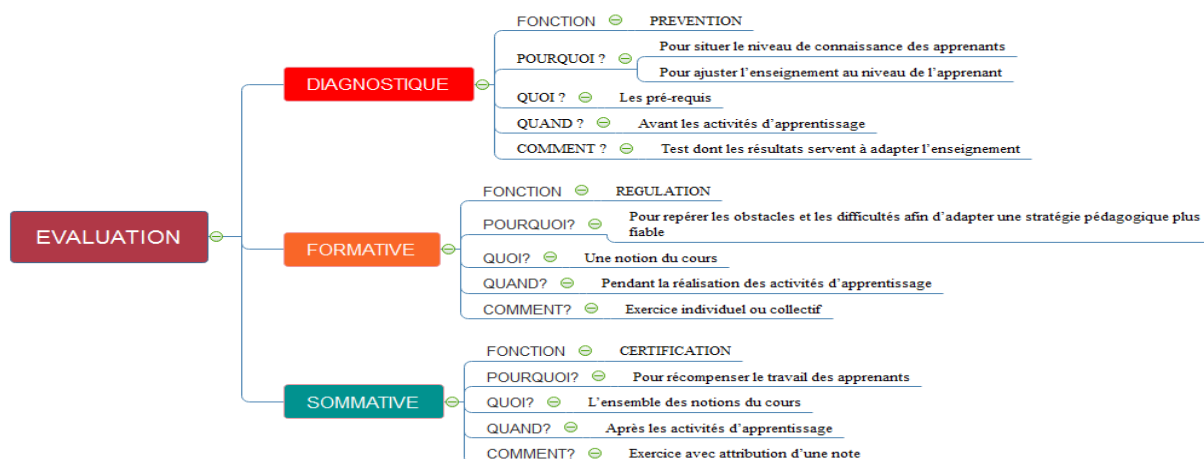 EVALUATION
DIAGNOSTIQUE
FONCTION PREVENTION
POURQUOI ? Pour situer le niveau de connaissance des apprenants
Pour ajuster l’enseignement au niveau de l’apprenant
QUOI ? Les pré-requis
QUAND ? Avant les activités d’apprentissage
COMMENT ? Test dont les résultats servent à adapter l’enseignement
FORMATIVE
FONCTION REGULATION
POURQUOI? Pour repérer les obstacles et les difficultés afin d’adapter une stratégie pédagogique plus
fiable
QUOI? Une notion du cours
QUAND? Pendant la réalisation des activités d’apprentissage
COMMENT? Exercice individuel ou collectif
SOMMATIVE
FONCTION CERTIFICATION
POURQUOI? Pour récompenser le travail des apprenants
QUOI? L’ensemble des notions du cours
QUAND? Après les activités d’apprentissage
COMMENT? Exercice avec attribution d’une note